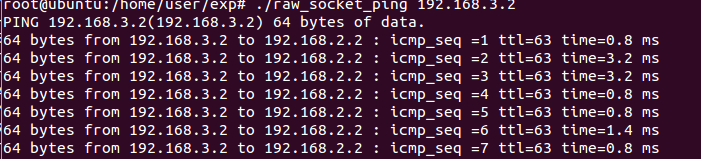 root@ubuntu:/home/user/exp# ./raw_socket_ping 192.168.3.2
PING 192.168.3.2(192.168.3.2) 64 bytes of data.
64 bytes from 192.168.3.2 to 192.168.2.2 : icmp_seq =1 ttl=63 time=0.8 ms
64 bytes from 192.168.3.2 to 192.168.2.2 : icmp_seq =2 ttl=63 time=3.2 ms
64 bytes from 192.168.3.2 to 192.168.2.2 : icmp_seq =3 ttl=63 time=3.2 ms
64 bytes from 192.168.3.2 to 192.168.2.2 : icmp_seq =4 ttl=63 time=0.8 ms
64 bytes from 192.168.3.2 to 192.168.2.2 : icmp_seq =5 ttl=63 time=0.8 ms
64 bytes from 192.168.3.2 to 192.168.2.2 : icmp_seq =6 ttl=63 time=1.4 ms
64 bytes from 192.168.3.2 to 192.168.2.2 : icmp_seq =7 ttl=63 time=0.8 ms